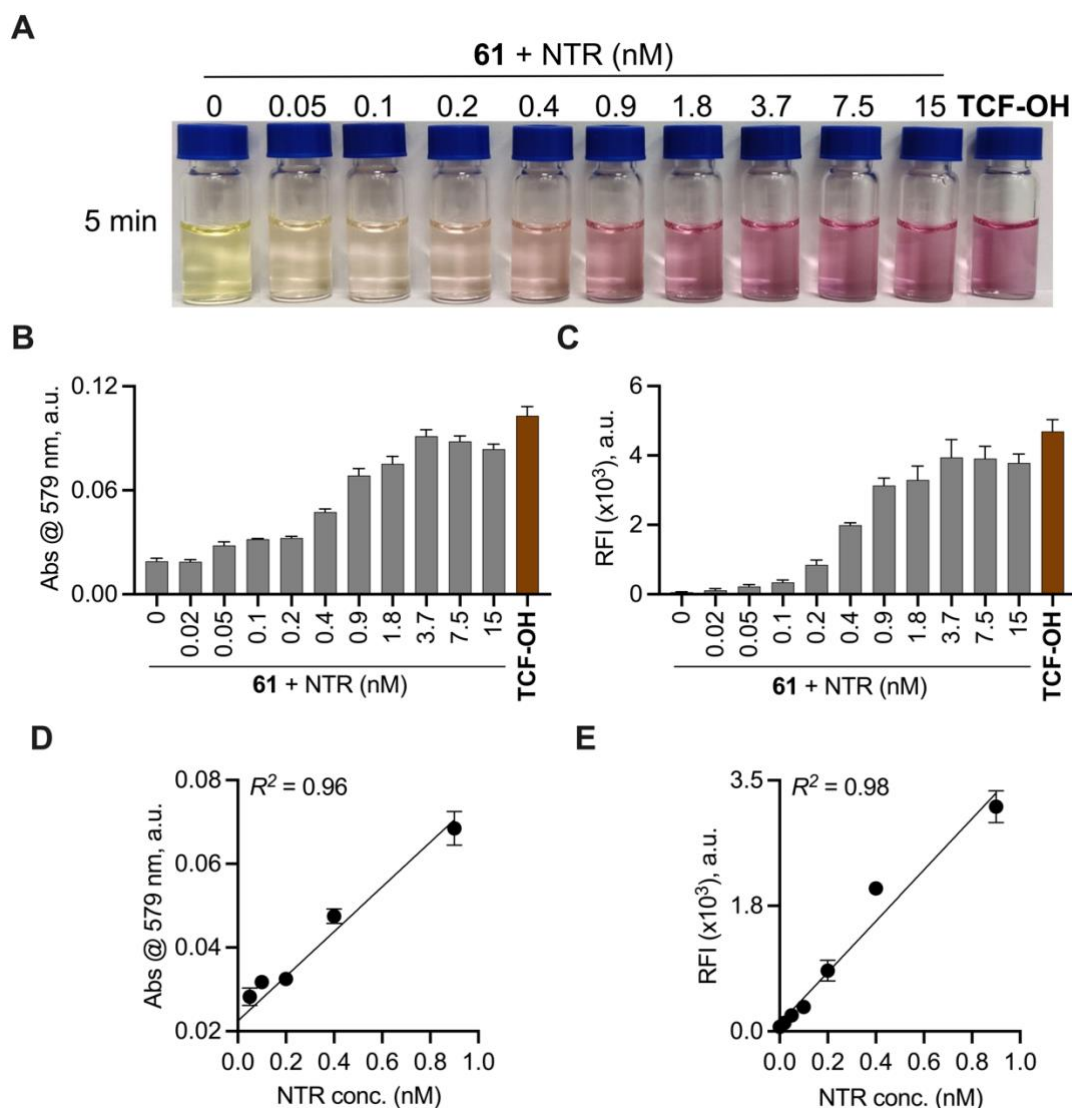 A
61 + NTR (nM)
0 0.05 0.1 0.2 0.4 0.9 1.8 3.7 7.5 15 TCF-OH
5 min
B
Abs @ 579 nm, a.u.
0.12
0.06
0.00
0 0.02 0.05 0.1 0.2 0.4 0.9 1.8 3.7 7.5 15 TCF-OH
61 + NTR (nM)
C
RFI (x10³), a.u.
6
4
2
0
0 0.02 0.05 0.1 0.2 0.4 0.9 1.8 3.7 7.5 15 TCF-OH
61 + NTR (nM)
D
R² = 0.96
Abs @ 579 nm, a.u.
0.08
0.06
0.04
0.02
0.0 0.2 0.4 0.6 0.8 1.0
NTR conc. (nM)
E
R² = 0.98
RFI (x10³), a.u.
3.5
1.8
0.0
0.0 0.2 0.4 0.6 0.8 1.0
NTR conc. (nM)